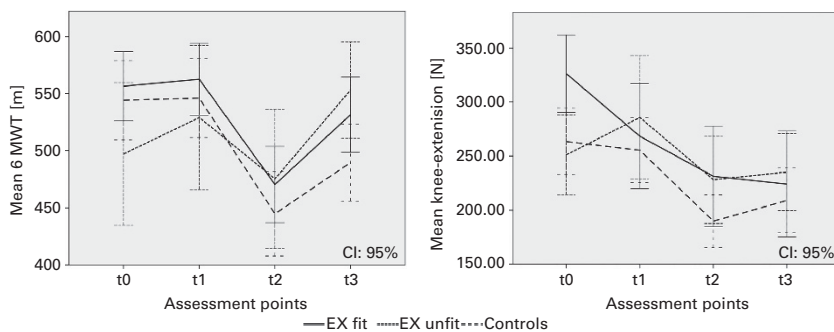 Mean 6 MWT [m]
600
550
500
450
400
CI: 95%
t0 t1 t2 t3
Assessment points
Mean knee-extenision [N]
350.00
300.00
250.00
200.00
150.00
CI: 95%
t0 t1 t2 t3
Assessment points
EX fit EX unfit Controls